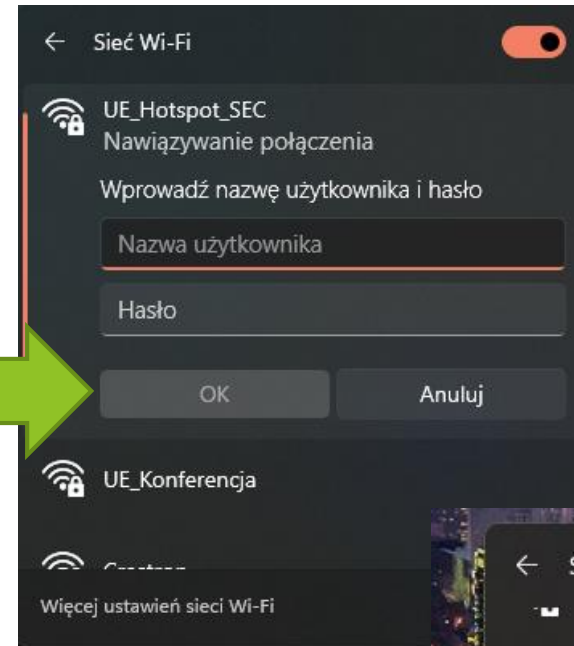 Sieć Wi-Fi
UE_Hotspot_SEC
Nawiązywanie połączenia
Wprowadź nazwę użytkownika i hasło
Nazwa użytkownika
Hasło
OK Anuluj
UE_Konferencja
Więcej ustawień sieci Wi-Fi